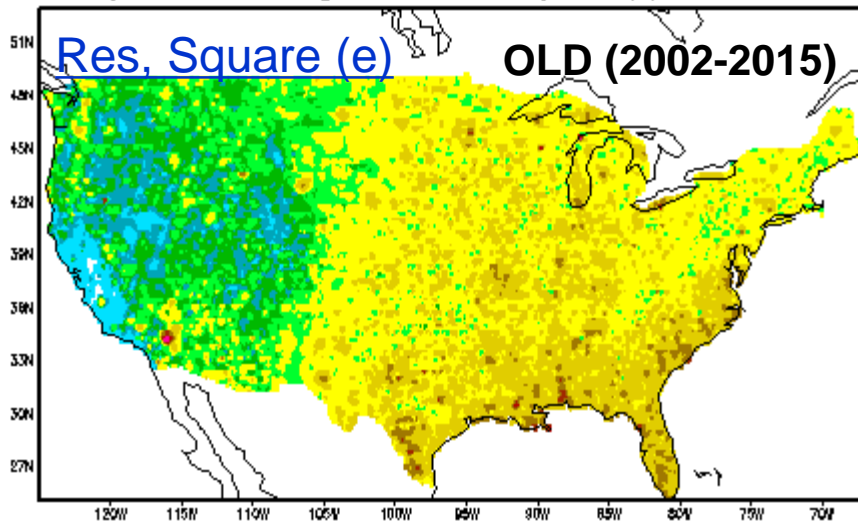 Res, Square (e) OLD (2002-2015)
51N
48N
45N
42N
39N
36N
33N
30N
27N
120W 115W 110W 105W 100W 95W 90W 85W 80W 75W 70W